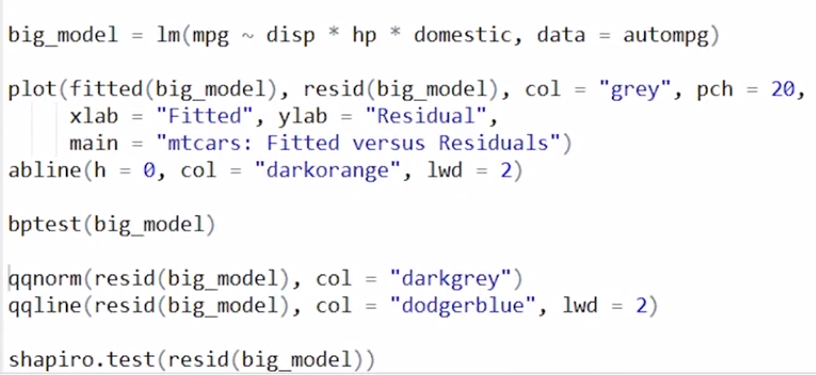 big_model = lm(mpg ~ disp * hp * domestic, data = autompg)
plot(fitted(big_model), resid(big_model), col = "grey", pch = 20,
xlab = "Fitted", ylab = "Residual",
main = "mtcars: Fitted versus Residuals")
abline(h = 0, col = "darkorange", lwd = 2)
bptest(big_model)
qqnorm(resid(big_model), col = "darkgrey")
qqline(resid(big_model), col = "dodgerblue", lwd = 2)
shapiro.test(resid(big_model))